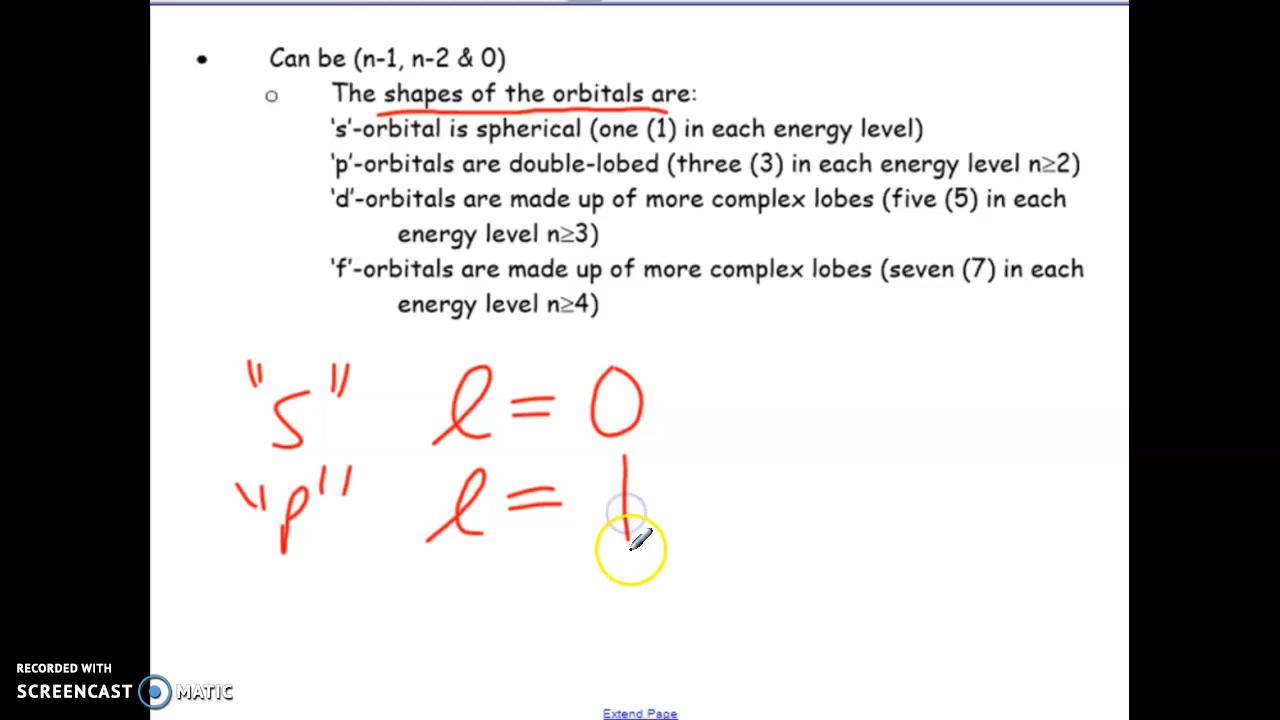 • Can be (n-1, n-2 & 0)
o The shapes of the orbitals are:
's'-orbital is spherical (one (1) in each energy level)
'p'-orbitals are double-lobed (three (3) in each energy level n≥2)
'd'-orbitals are made up of more complex lobes (five (5) in each
energy level n≥3)
'f'-orbitals are made up of more complex lobes (seven (7) in each
energy level n≥4)
"s" l = 0
"p" l = 1
RECORDED WITH
SCREENCAST MATIC
Extend Page